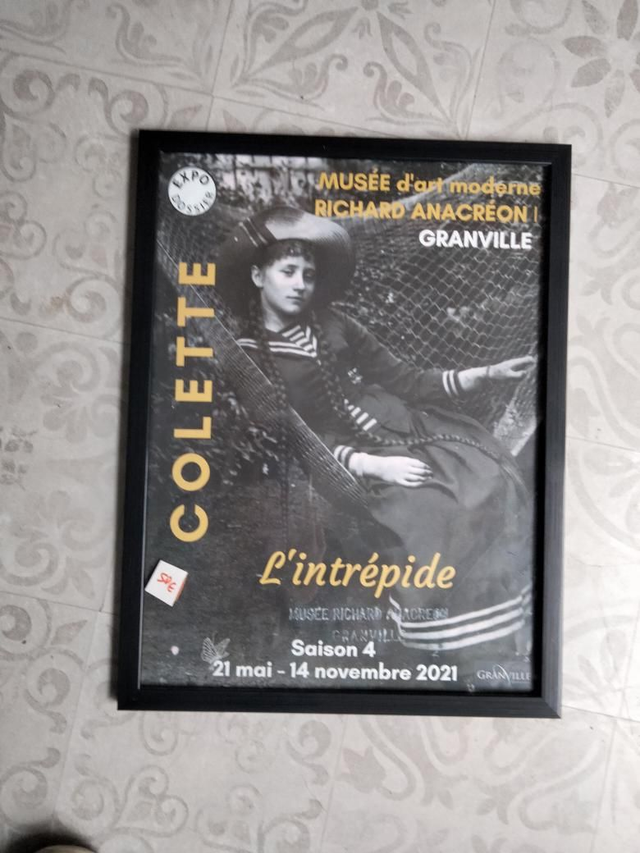 EXPO
DOSSIER
MUSÉE d'art moderne
RICHARD ANACRÉON I
GRANVILLE
COLETTE
L'intrépide
MUSÉE RICHARD ANACRÉON
GRANVILLE
Saison 4
21 mai - 14 novembre 2021
GRANVILLE